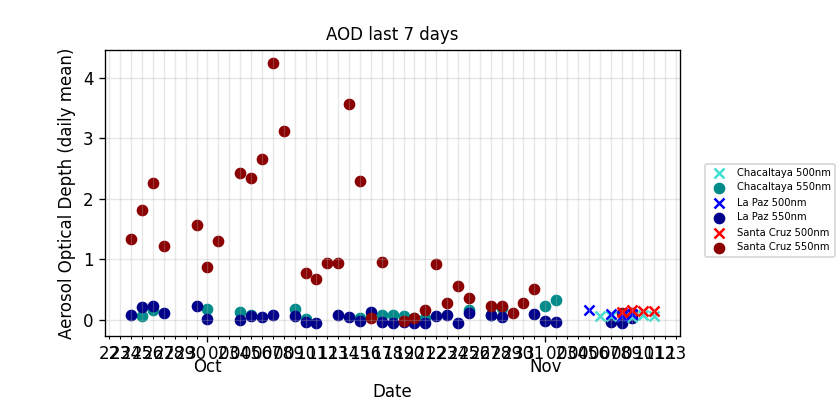 AOD last 7 days
Aerosol Optical Depth (daily mean)
4
3
2
1
0
Oct
Nov
Date
Chacaltaya 500nm
Chacaltaya 550nm
La Paz 500nm
La Paz 550nm
Santa Cruz 500nm
Santa Cruz 550nm